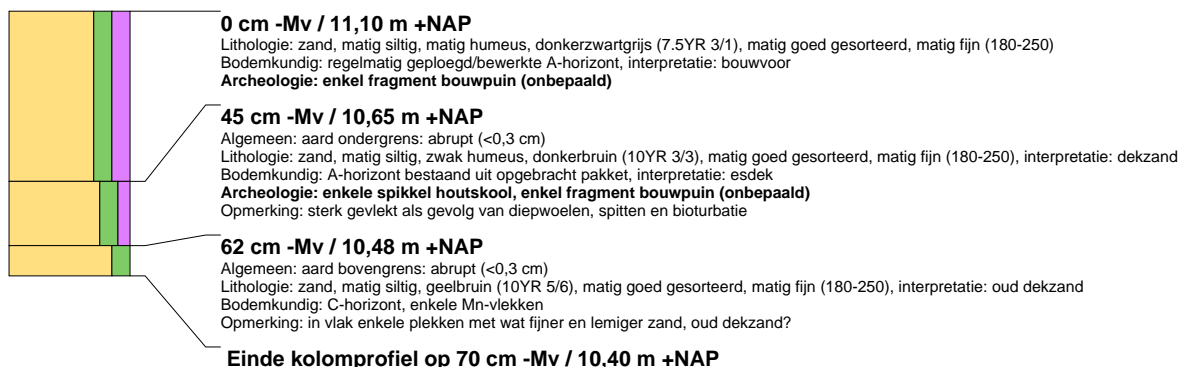 0 cm -Mv / 11,10 m +NAP
Lithologie: zand, matig siltig, matig humeus, donkerzwartgrijs (7.5YR 3/1), matig goed gesorteerd, matig fijn (180-250)
Bodemkundig: regelmatig geploegd/bewerkte A-horizont, interpretatie: bouwvoor
Archeologie: enkel fragment bouwpuin (onbepaald)
45 cm -Mv / 10,65 m +NAP
Algemeen: aard ondergrens: abrupt (<0,3 cm)
Lithologie: zand, matig siltig, zwak humeus, donkerbruin (10YR 3/3), matig goed gesorteerd, matig fijn (180-250), interpretatie: dekzand
Bodemkundig: A-horizont bestaand uit opgebracht pakket, interpretatie: esdek
Archeologie: enkele spikkel houtskool, enkel fragment bouwpuin (onbepaald)
Opmerking: sterk gevlekt als gevolg van diepwoelen, spitten en bioturbatie
62 cm -Mv / 10,48 m +NAP
Algemeen: aard bovengrens: abrupt (<0,3 cm)
Lithologie: zand, matig siltig, geelbruin (10YR 5/6), matig goed gesorteerd, matig fijn (180-250), interpretatie: oud dekzand
Bodemkundig: C-horizont, enkele Mn-vlekken
Opmerking: in vlak enkele plekken met wat fijner en lemiger zand, oud dekzand?
Einde kolomprofiel op 70 cm -Mv / 10,40 m +NAP